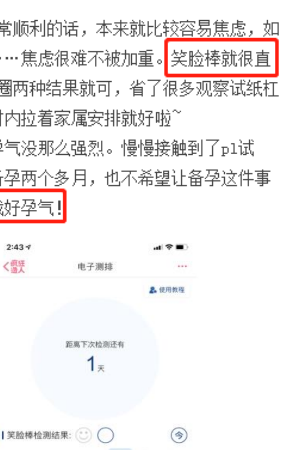 常顺利的话，本来就比较容易焦虑，如
…焦虑很难不被加重。笑脸棒就很直
圈两种结果就可，省了很多观察试纸杠
时内拉着家属安排就好啦~
孕气没那么强烈。慢慢接触到了pl试
备孕两个多月，也不希望让备孕这件事
成好孕气！
2:43
电子测排
使用教程
距离下次检测还有
1天
笑脸棒检测结果:
今